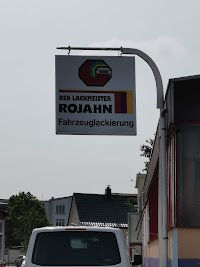 DER LACKMEISTER
ROJAHN
Fahrzeuglackierung